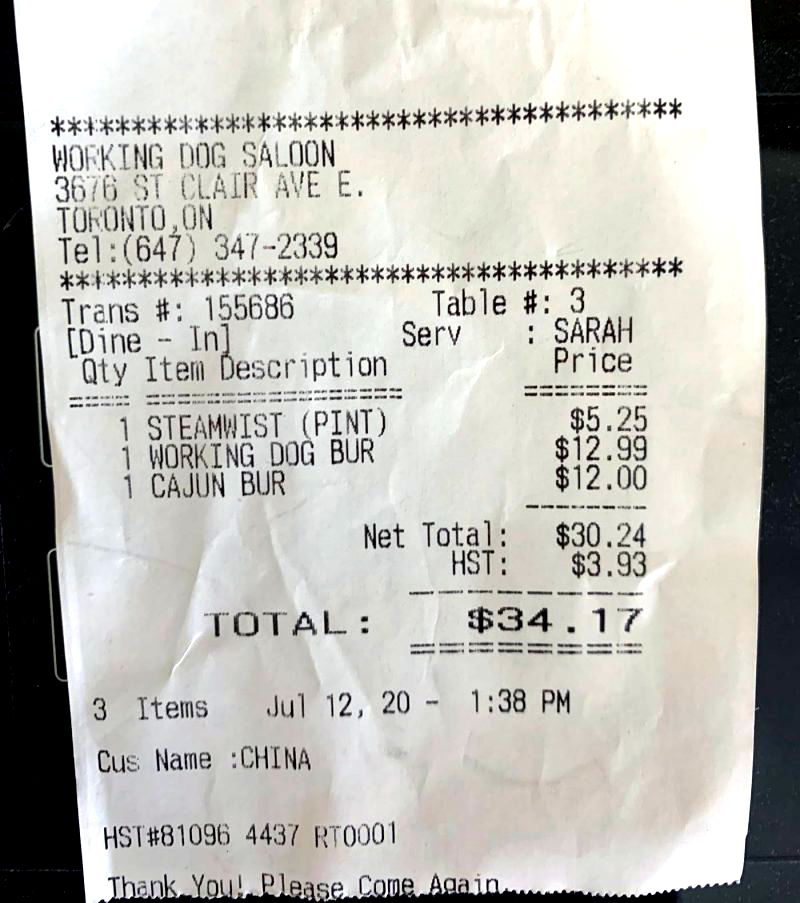 ****************************************
WORKING DOG SALOON
3676 ST CLAIR AVE E.
TORONTO,ON
Tel:(647) 347-2339
****************************************
Trans #: 155686 Table #: 3
[Dine - In] Serv : SARAH
Qty Item Description Price
1 STEAMWIST (PINT) $5.25
1 WORKING DOG BUR $12.99
1 CAJUN BUR $12.00
Net Total: $30.24
HST: $3.93
TOTAL: $34.17
3 Items Jul 12, 20 - 1:38 PM
Cus Name :CHINA
HST#81096 4437 RT0001
Thank You! Please Come Again